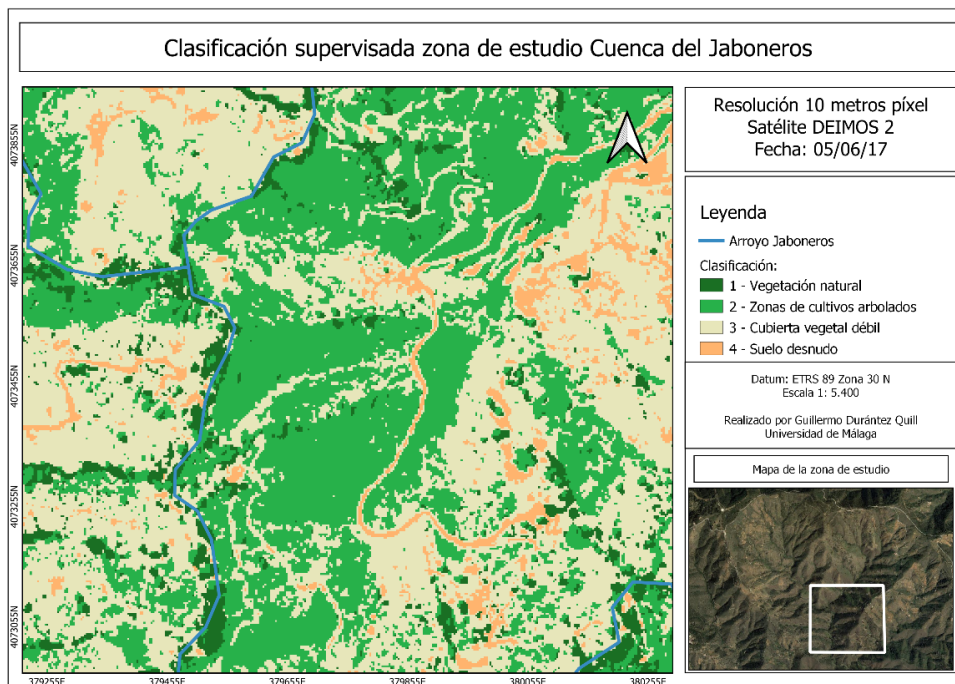 Clasificación supervisada zona de estudio Cuenca del Jaboneros
Resolución 10 metros píxel
Satélite DEIMOS 2
Fecha: 05/06/17
Leyenda
Arroyo Jaboneros
Clasificación:
1 - Vegetación natural
2 - Zonas de cultivos arbolados
3 - Cubierta vegetal débil
4 - Suelo desnudo
Datum: ETRS 89 Zona 30 N
Escala 1: 5.400
Realizado por Guillermo Durántez Quill
Universidad de Málaga
Mapa de la zona de estudio
4073855N
4073655N
4073455N
4073255N
4073055N
379255E
379455E
379655E
379855E
380055E
380255E